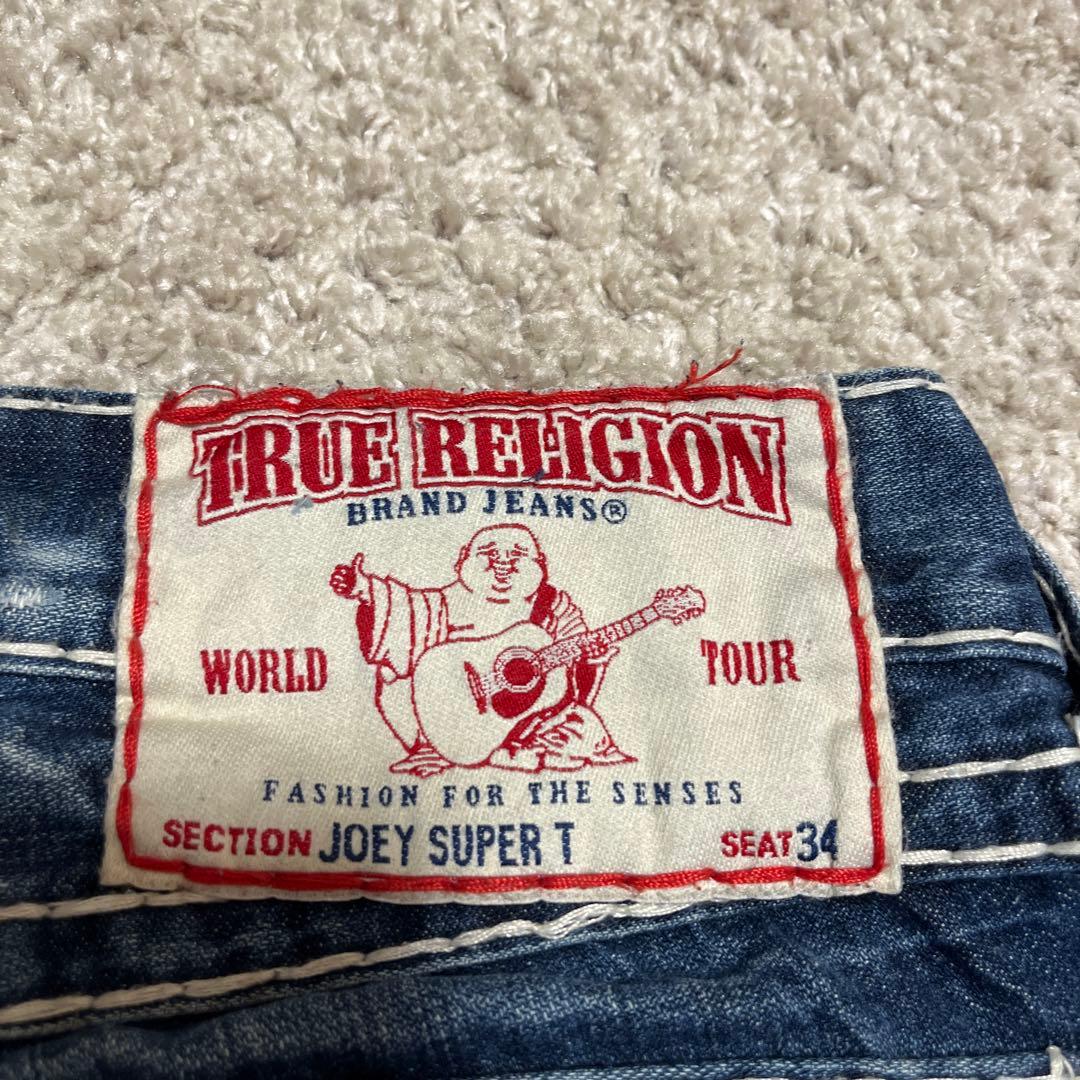 TRUE RELIGION
BRAND JEANS®
WORLD TOUR
FASHION FOR THE SENSES
SECTION JOEY SUPER T SEAT 34